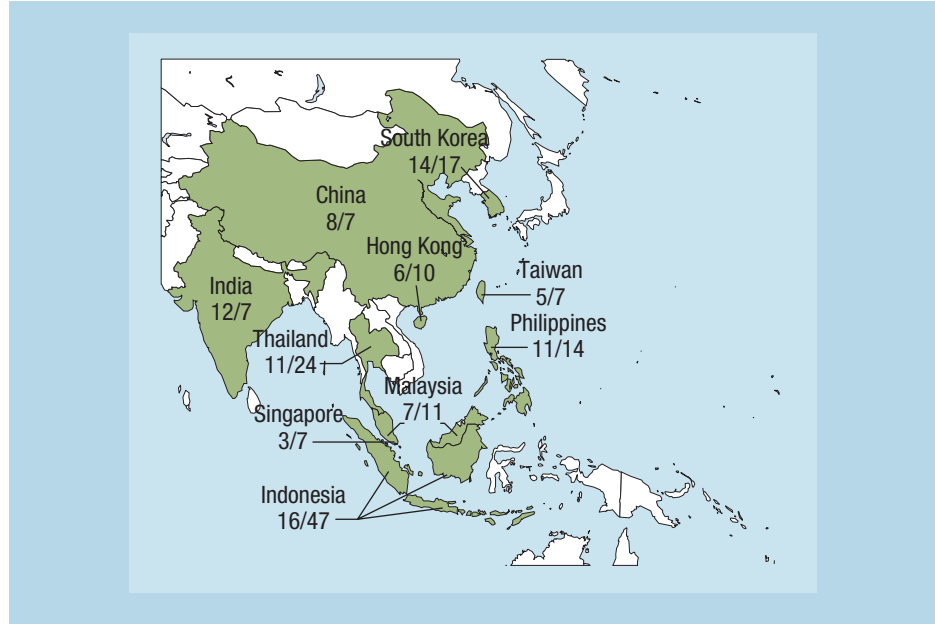 South Korea
14/17
China
8/7
Hong Kong
6/10
India
12/7
Taiwan
5/7
Philippines
11/14
Thailand
11/24
Malaysia
7/11
Singapore
3/7
Indonesia
16/47